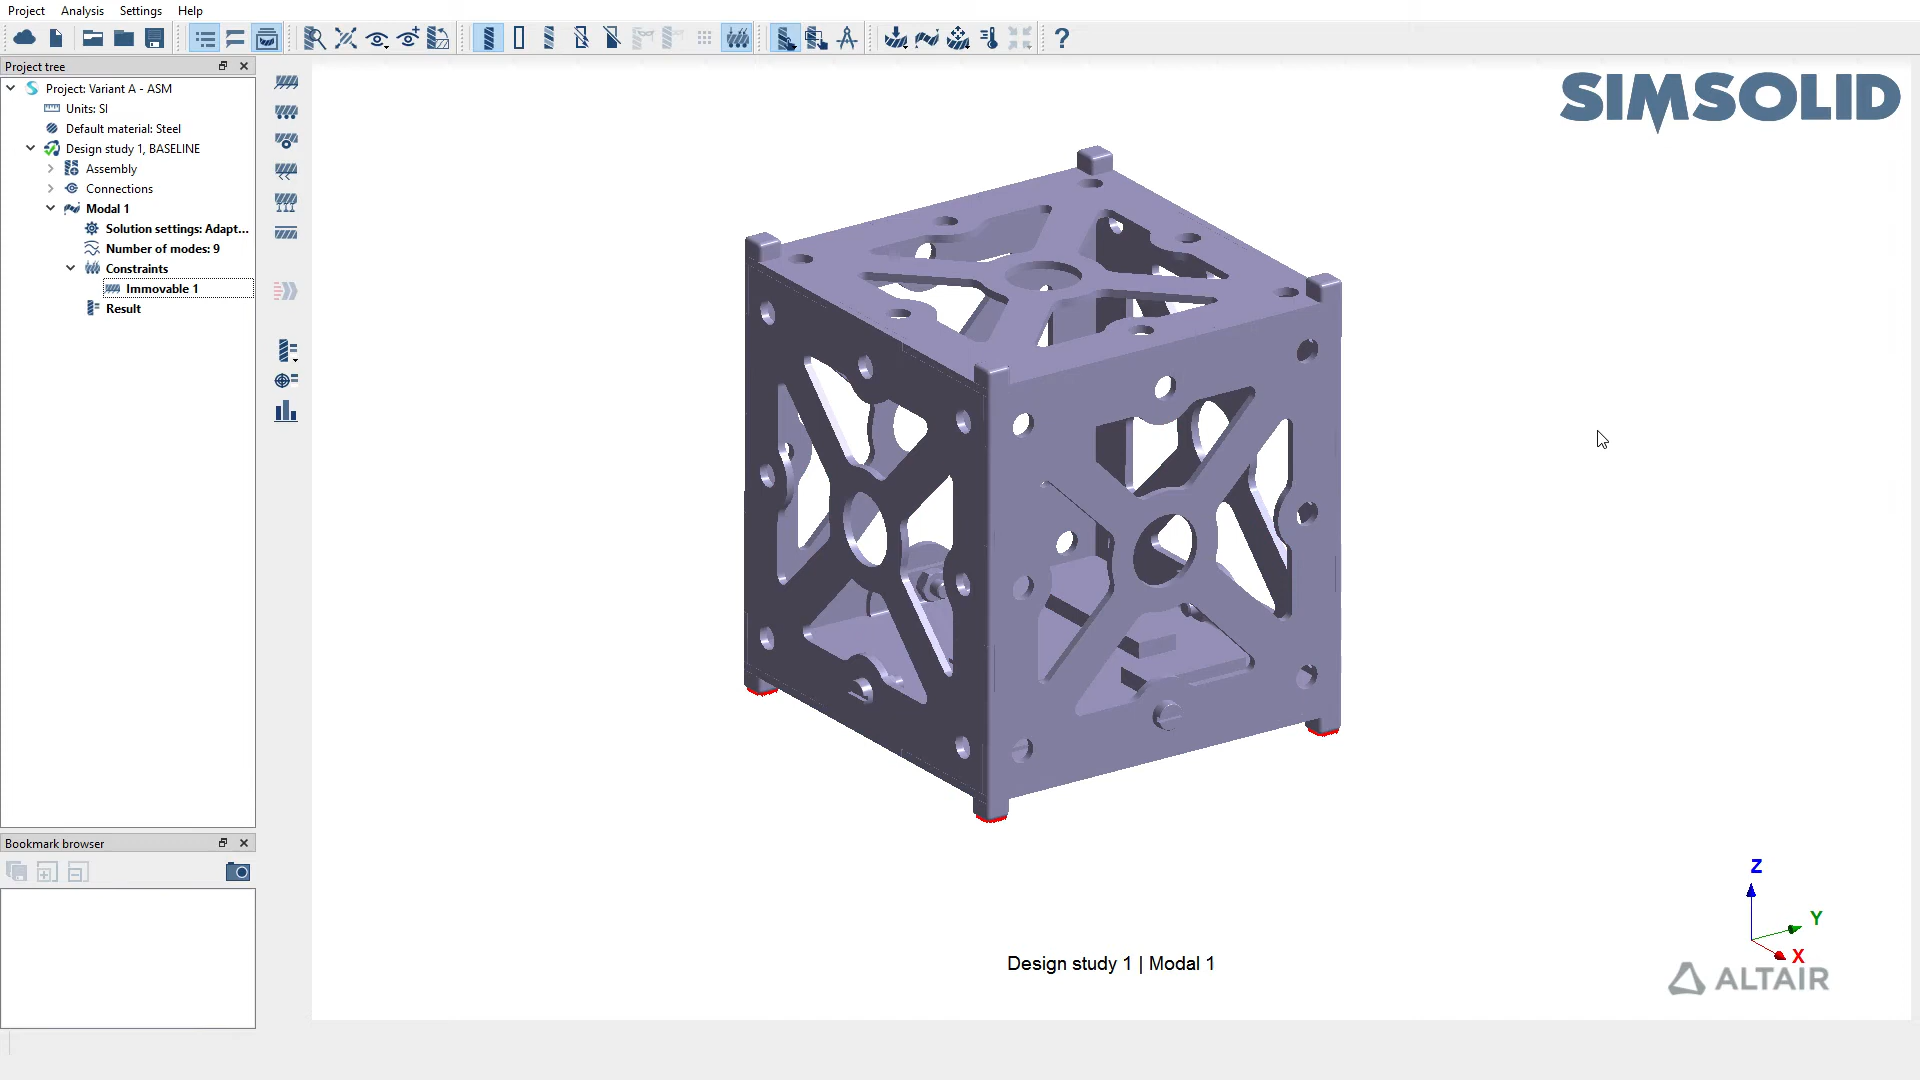 Project Analysis Settings Help
Project tree
Project: Variant A - ASM
Units: SI
Default material: Steel
Design study 1, BASELINE
Assembly
Connections
Modal 1
Solution settings: Adapt...
Number of modes: 9
Constraints
Immovable 1
Result
Bookmark browser
SIMSOLID
Z
Y
X
Design study 1 | Modal 1
ALTAIR